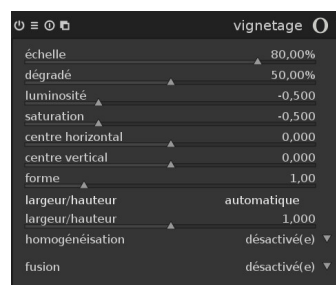 vignetage
échelle 80,00%
dégradé 50,00%
luminosité -0,500
saturation -0,500
centre horizontal 0,000
centre vertical 0,000
forme 1,00
largeur/hauteur automatique
largeur/hauteur 1,000
homogénéisation désactivé(e)
fusion désactivé(e)